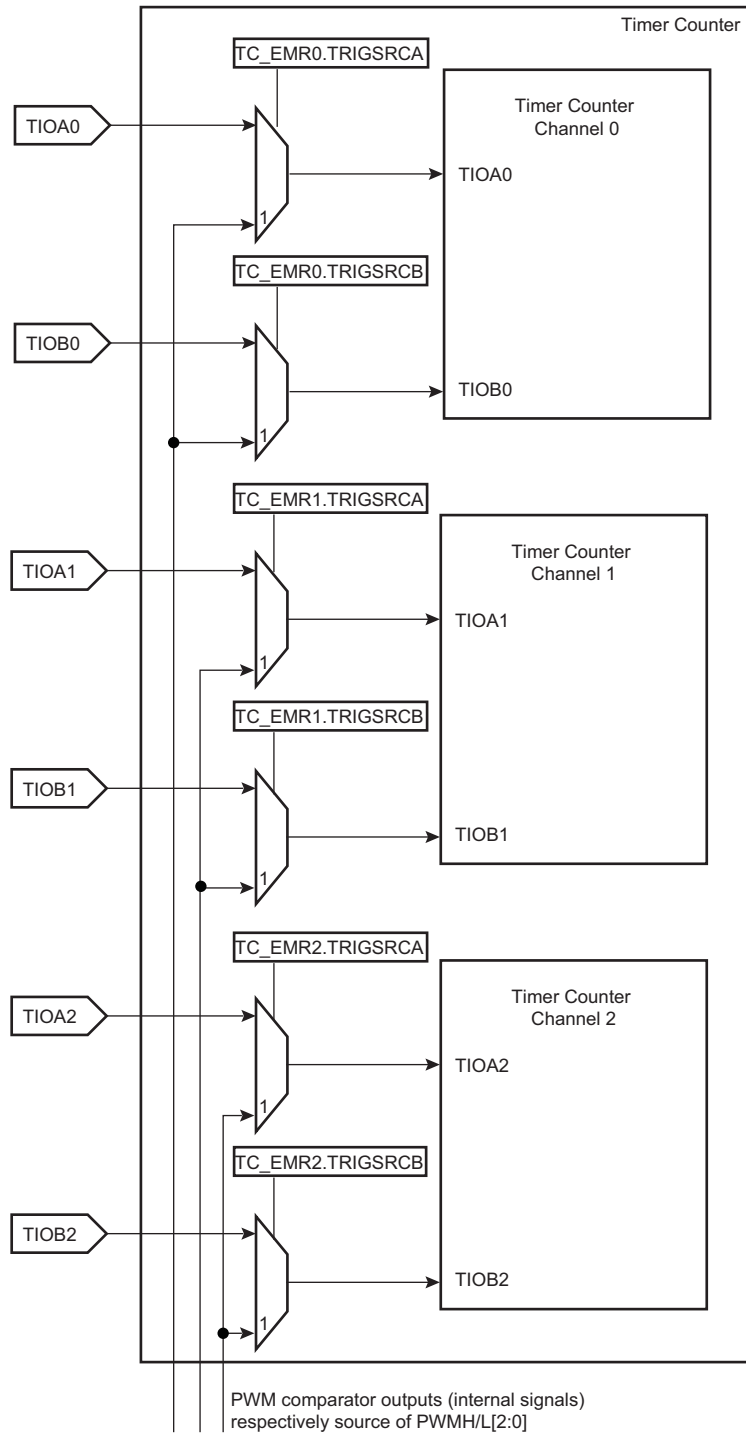 Timer Counter
TC_EMR0.TRIGSRCA
TIOA0
1
Timer Counter
Channel 0
TIOA0
TC_EMR0.TRIGSRCB
TIOB0
1
TIOB0
TC_EMR1.TRIGSRCA
TIOA1
1
Timer Counter
Channel 1
TIOA1
TC_EMR1.TRIGSRCB
TIOB1
1
TIOB1
TC_EMR2.TRIGSRCA
TIOA2
1
Timer Counter
Channel 2
TIOA2
TC_EMR2.TRIGSRCB
TIOB2
1
TIOB2
PWM comparator outputs (internal signals)
respectively source of PWMH/L[2:0]